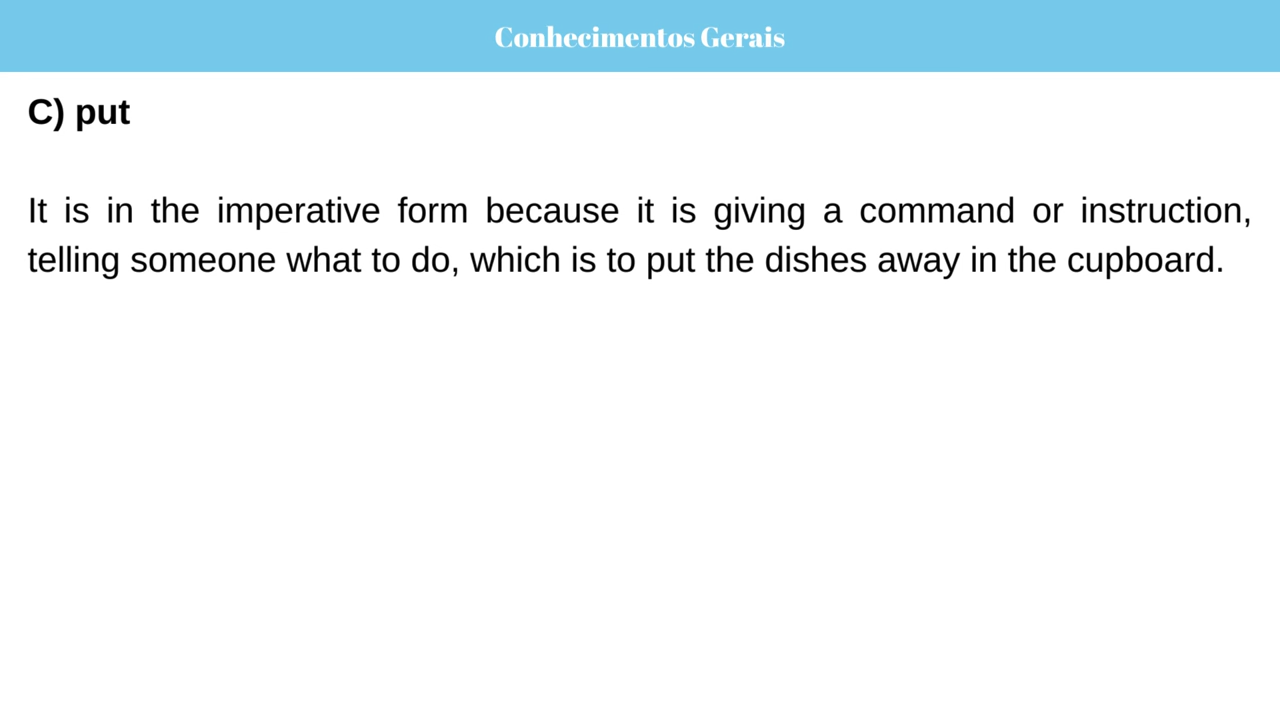 Conhecimentos Gerais
C) put
It is in the imperative form because it is giving a command or instruction,
telling someone what to do, which is to put the dishes away in the cupboard.